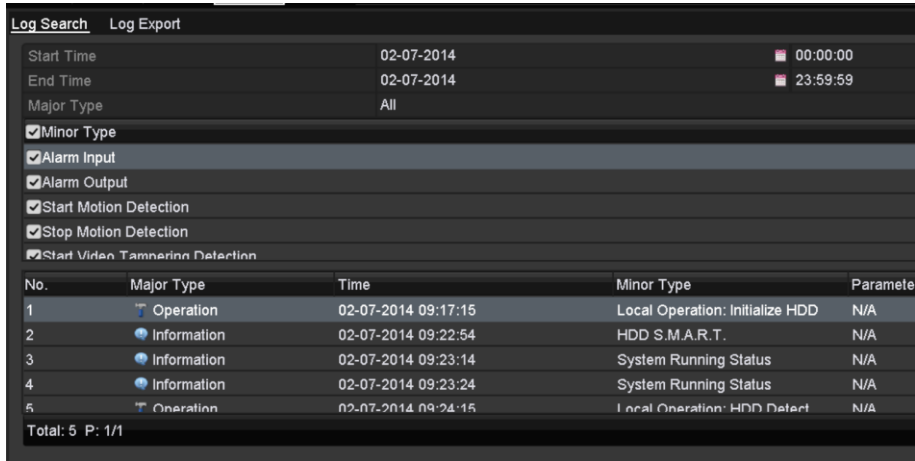 Log Search Log Export
Start Time 02-07-2014 00:00:00
End Time 02-07-2014 23:59:59
Major Type All
Minor Type
Alarm Input
Alarm Output
Start Motion Detection
Stop Motion Detection
Start Video Tampering Detection
No. Major Type Time Minor Type Paramete
1 Operation 02-07-2014 09:17:15 Local Operation: Initialize HDD N/A
2 Information 02-07-2014 09:22:54 HDD S.M.A.R.T. N/A
3 Information 02-07-2014 09:23:14 System Running Status N/A
4 Information 02-07-2014 09:23:24 System Running Status N/A
5 Operation 02-07-2014 09:24:15 Local Operation: HDD Detect N/A
Total: 5 P: 1/1